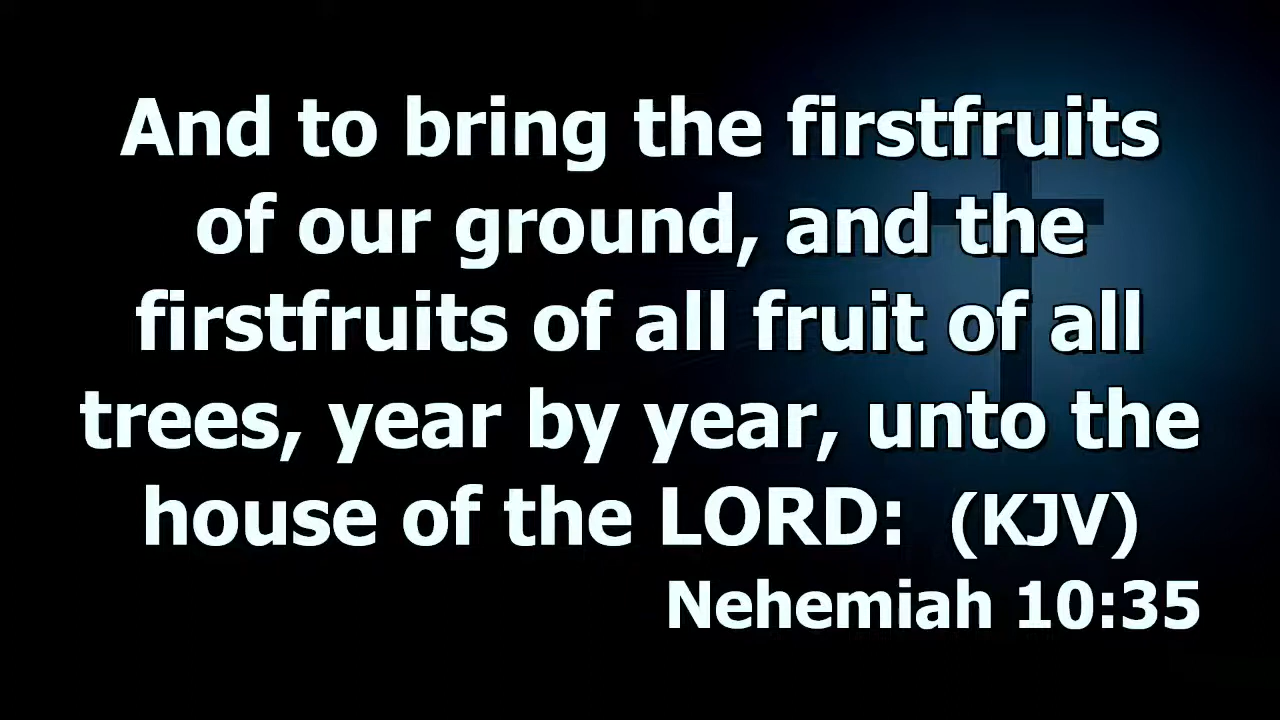 And to bring the firstfruits
of our ground, and the
firstfruits of all fruit of all
trees, year by year, unto the
house of the LORD: (KJV)
Nehemiah 10:35